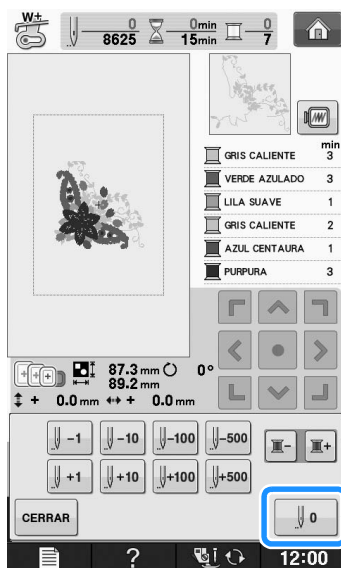 W+
0 0min 0
8625 15min 7
min
GRIS CALIENTE 3
VERDE AZULADO 3
LILA SUAVE 1
GRIS CALIENTE 2
AZUL CENTAURA 1
PURPURA 3
87.3 mm 0°
89.2 mm
+ 0.0 mm + 0.0 mm
-1 -10 -100 -500
+1 +10 +100 +500
- +
CERRAR 0
? 12:00